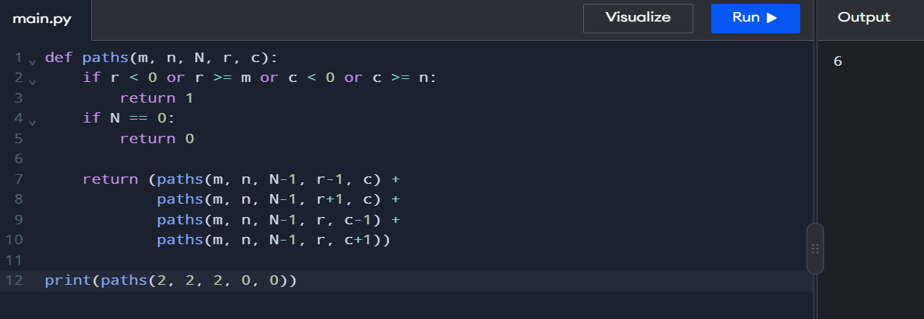 main.py Visualize Run Output
1 def paths(m, n, N, r, c):
2     if r < 0 or r >= m or c < 0 or c >= n:
3         return 1
4     if N == 0:
5         return 0
6
7     return (paths(m, n, N-1, r-1, c) +
8             paths(m, n, N-1, r+1, c) +
9             paths(m, n, N-1, r, c-1) +
10             paths(m, n, N-1, r, c+1))
11
12 print(paths(2, 2, 2, 0, 0))
6